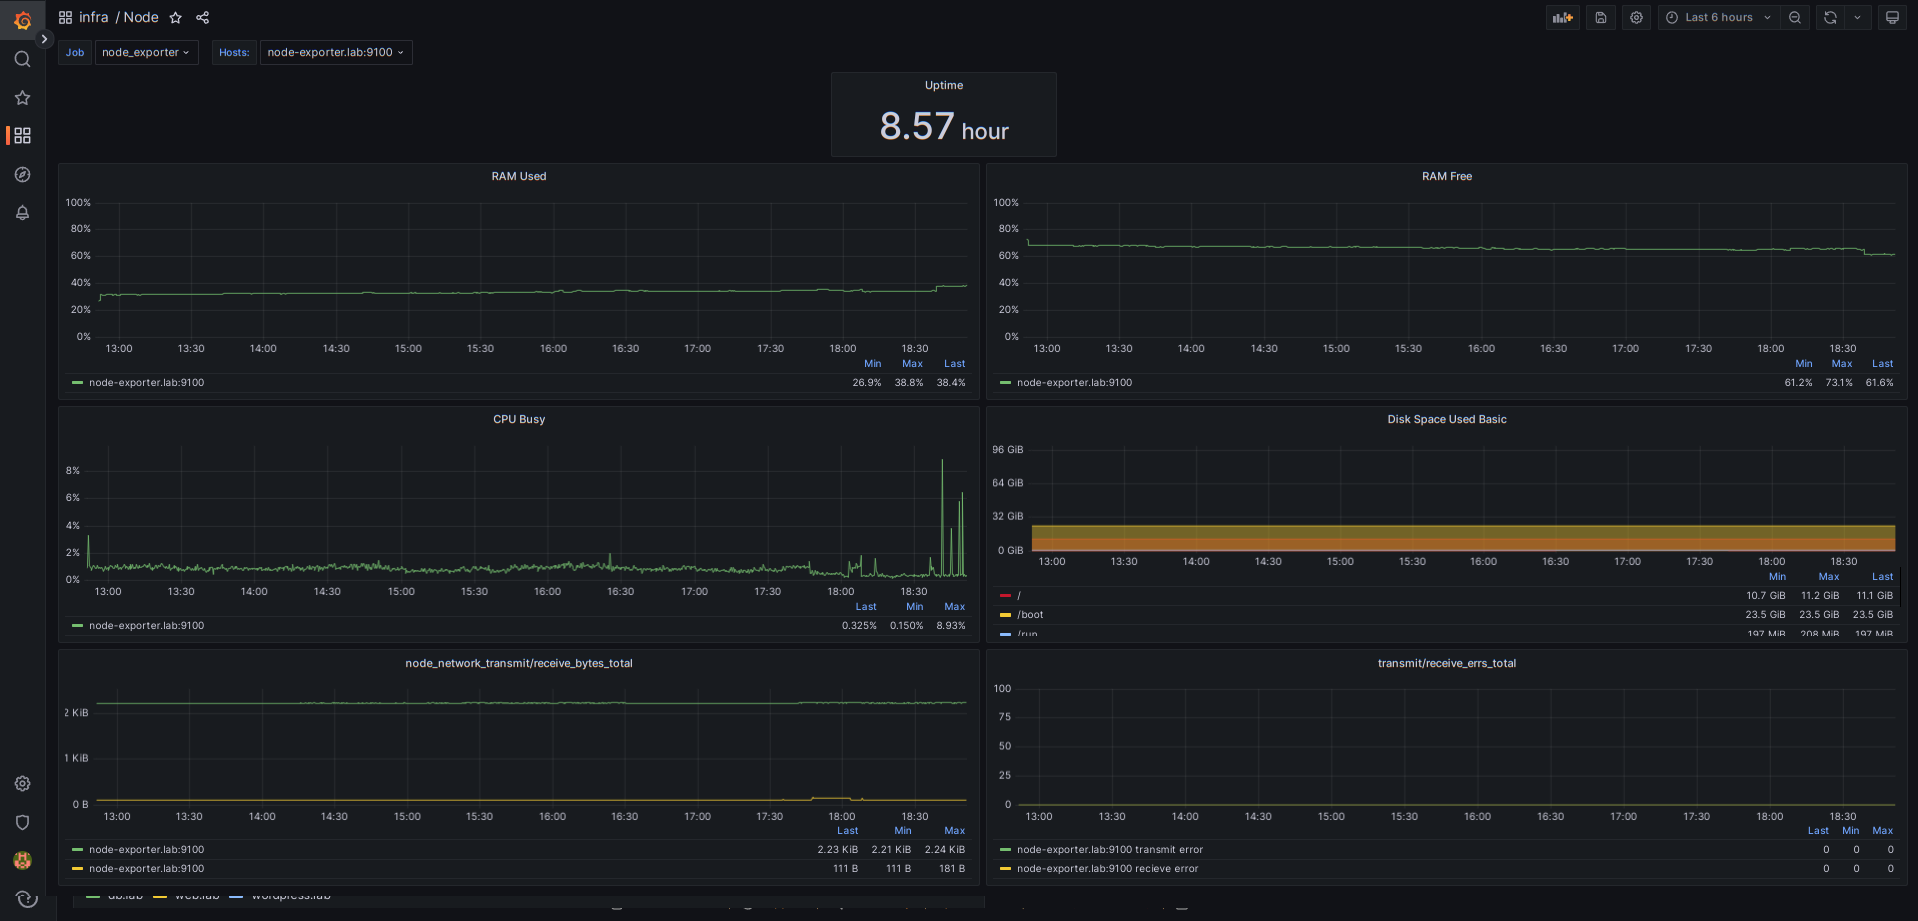 infra / Node
Last 6 hours
Job node_exporter Hosts: node-exporter.lab:9100
Uptime
8.57 hour
RAM Used
100%
80%
60%
40%
20%
0%
13:00 13:30 14:00 14:30 15:00 15:30 16:00 16:30 17:00 17:30 18:00 18:30
Min Max Last
node-exporter.lab:9100 26.9% 38.8% 38.4%
RAM Free
100%
80%
60%
40%
20%
0%
13:00 13:30 14:00 14:30 15:00 15:30 16:00 16:30 17:00 17:30 18:00 18:30
Min Max Last
node-exporter.lab:9100 61.2% 73.1% 61.6%
CPU Busy
8%
6%
4%
2%
0%
13:00 13:30 14:00 14:30 15:00 15:30 16:00 16:30 17:00 17:30 18:00 18:30
Last Min Max
node-exporter.lab:9100 0.325% 0.150% 8.93%
Disk Space Used Basic
96 GiB
64 GiB
32 GiB
0 GiB
13:00 13:30 14:00 14:30 15:00 15:30 16:00 16:30 17:00 17:30 18:00 18:30
Min Max Last
/ 10.7 GiB 11.2 GiB 11.1 GiB
/boot 23.5 GiB 23.5 GiB 23.5 GiB
/run 197 MiB 208 MiB 197 MiB
node_network_transmit/receive_bytes_total
2 KiB
1 KiB
0 B
13:00 13:30 14:00 14:30 15:00 15:30 16:00 16:30 17:00 17:30 18:00 18:30
Last Min Max
node-exporter.lab:9100 2.23 KiB 2.21 KiB 2.24 KiB
node-exporter.lab:9100 111 B 111 B 181 B
transmit/receive_errs_total
100
75
50
25
0
13:00 13:30 14:00 14:30 15:00 15:30 16:00 16:30 17:00 17:30 18:00 18:30
Last Min Max
node-exporter.lab:9100 transmit error 0 0 0
node-exporter.lab:9100 recieve error 0 0 0
db.lab web.lab wordpress.lab